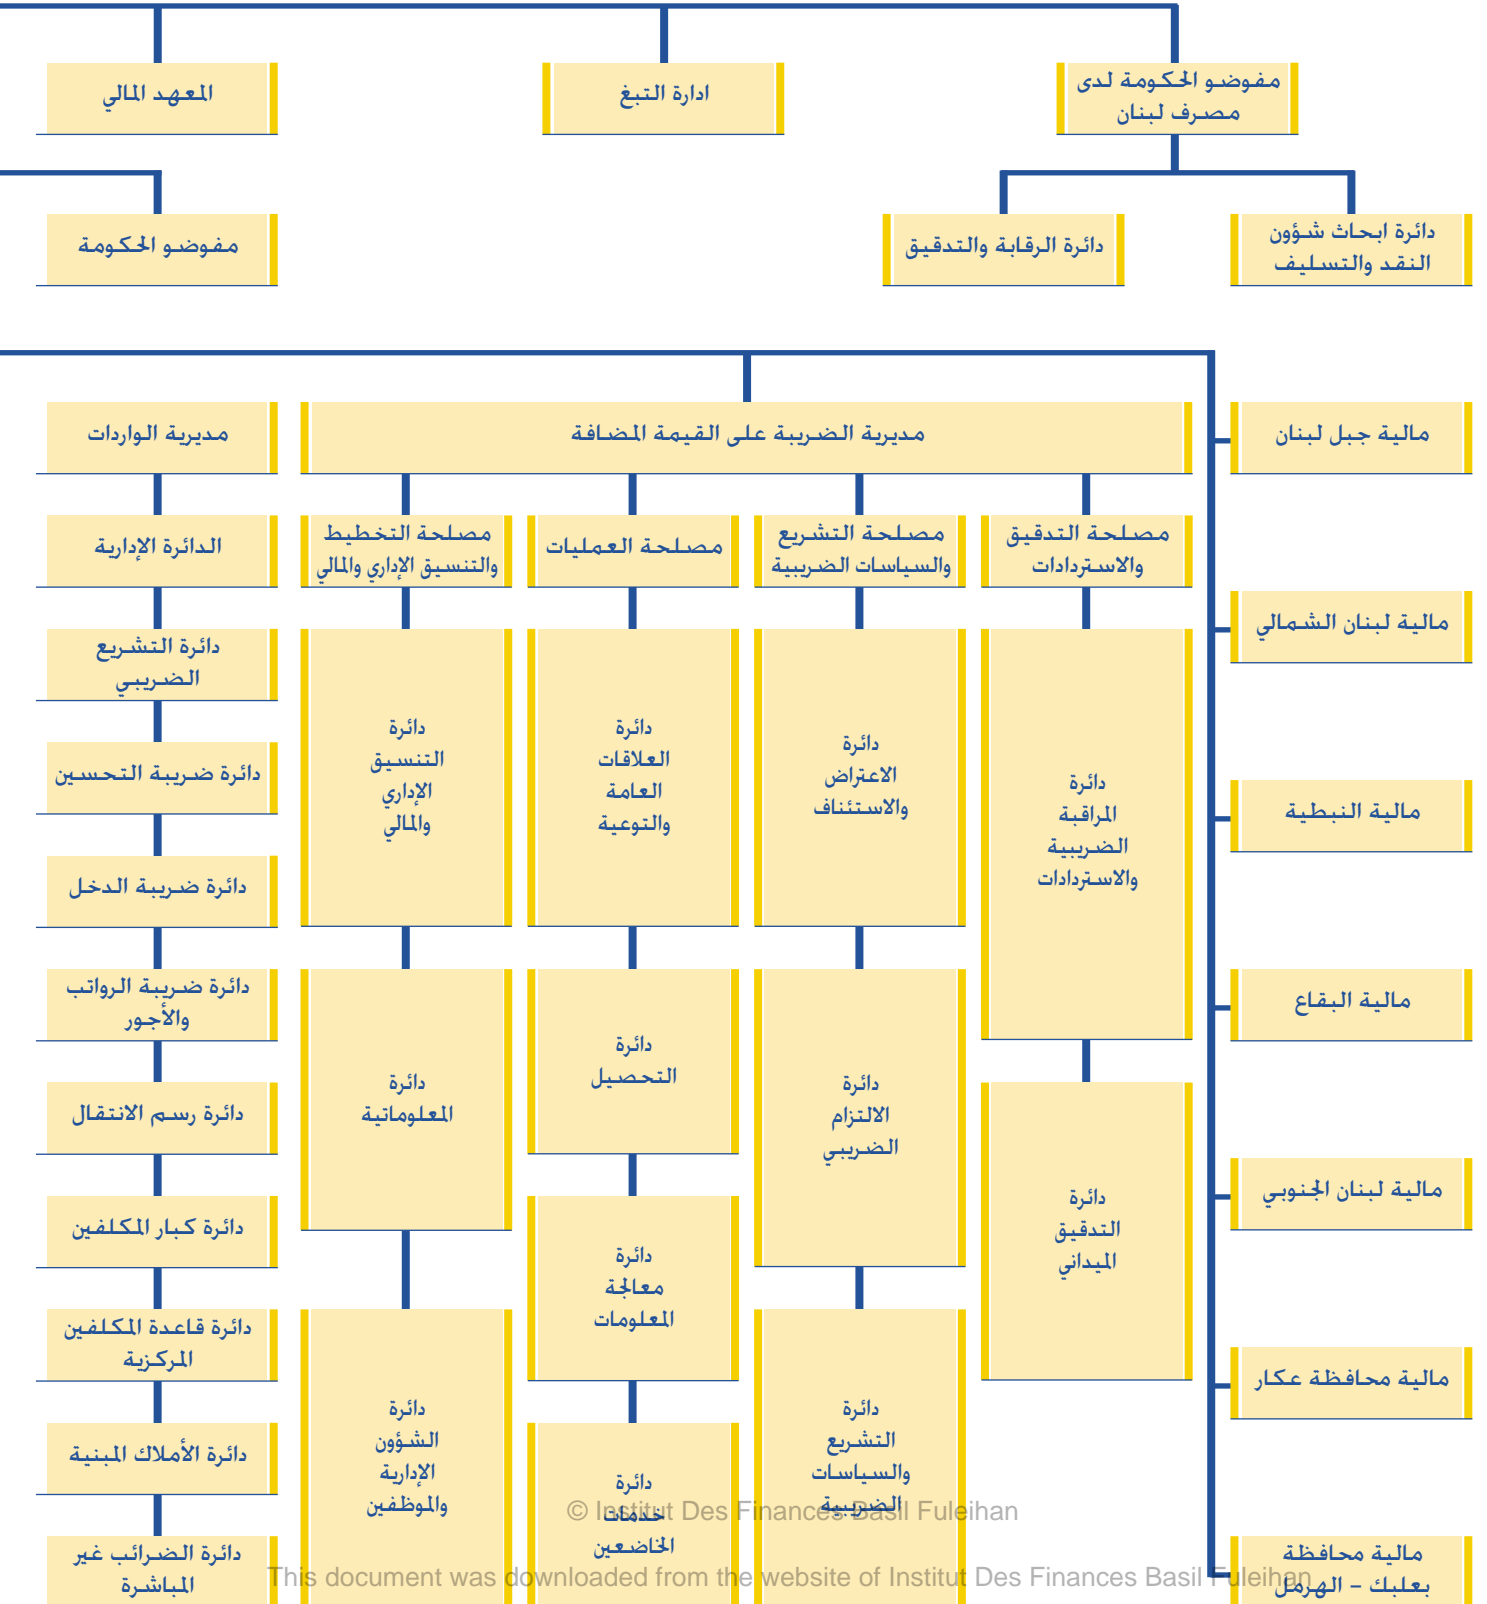 مفوضو الحكومة لدى
مصرف لبنان
ادارة التبغ
المعهد المالي
دائرة ابحاث شؤون
النقد والتسليف
دائرة الرقابة والتدقيق
مفوضو الحكومة
مالية جبل لبنان
مالية لبنان الشمالي
مالية النبطية
مالية البقاع
مالية لبنان الجنوبي
مالية محافظة عكار
مالية محافظة
بعلبك - الهرمل
مديرية الضريبة على القيمة المضافة
مصلحة التدقيق
والاستردادات
دائرة
المراقبة
الضريبية
والاستردادات
دائرة
التدقيق
الميداني
مصلحة التشريع
والسياسات الضريبية
دائرة
الاعتراض
والاستئناف
دائرة
الالتزام
الضريبي
دائرة
التشريع
والسياسات
الضريبية
مصلحة العمليات
دائرة
العلاقات
العامة
والتوعية
دائرة
التحصيل
دائرة
معالجة
المعلومات
دائرة
خدمات
الخاضعين
مصلحة التخطيط
والتنسيق الإداري والمالي
دائرة
التنسيق
الإداري
والمالي
دائرة
المعلوماتية
دائرة
الشؤون
الإدارية
والموظفين
مديرية الواردات
الدائرة الإدارية
دائرة التشريع
الضريبي
دائرة ضريبة التحسين
دائرة ضريبة الدخل
دائرة ضريبة الرواتب
والأجور
دائرة رسم الانتقال
دائرة كبار المكلفين
دائرة قاعدة المكلفين
المركزية
دائرة الأملاك المبنية
دائرة الضرائب غير
المباشرة
© Institut Des Finances Basil Fuleihan
This document was downloaded from the website of Institut Des Finances Basil Fuleihan